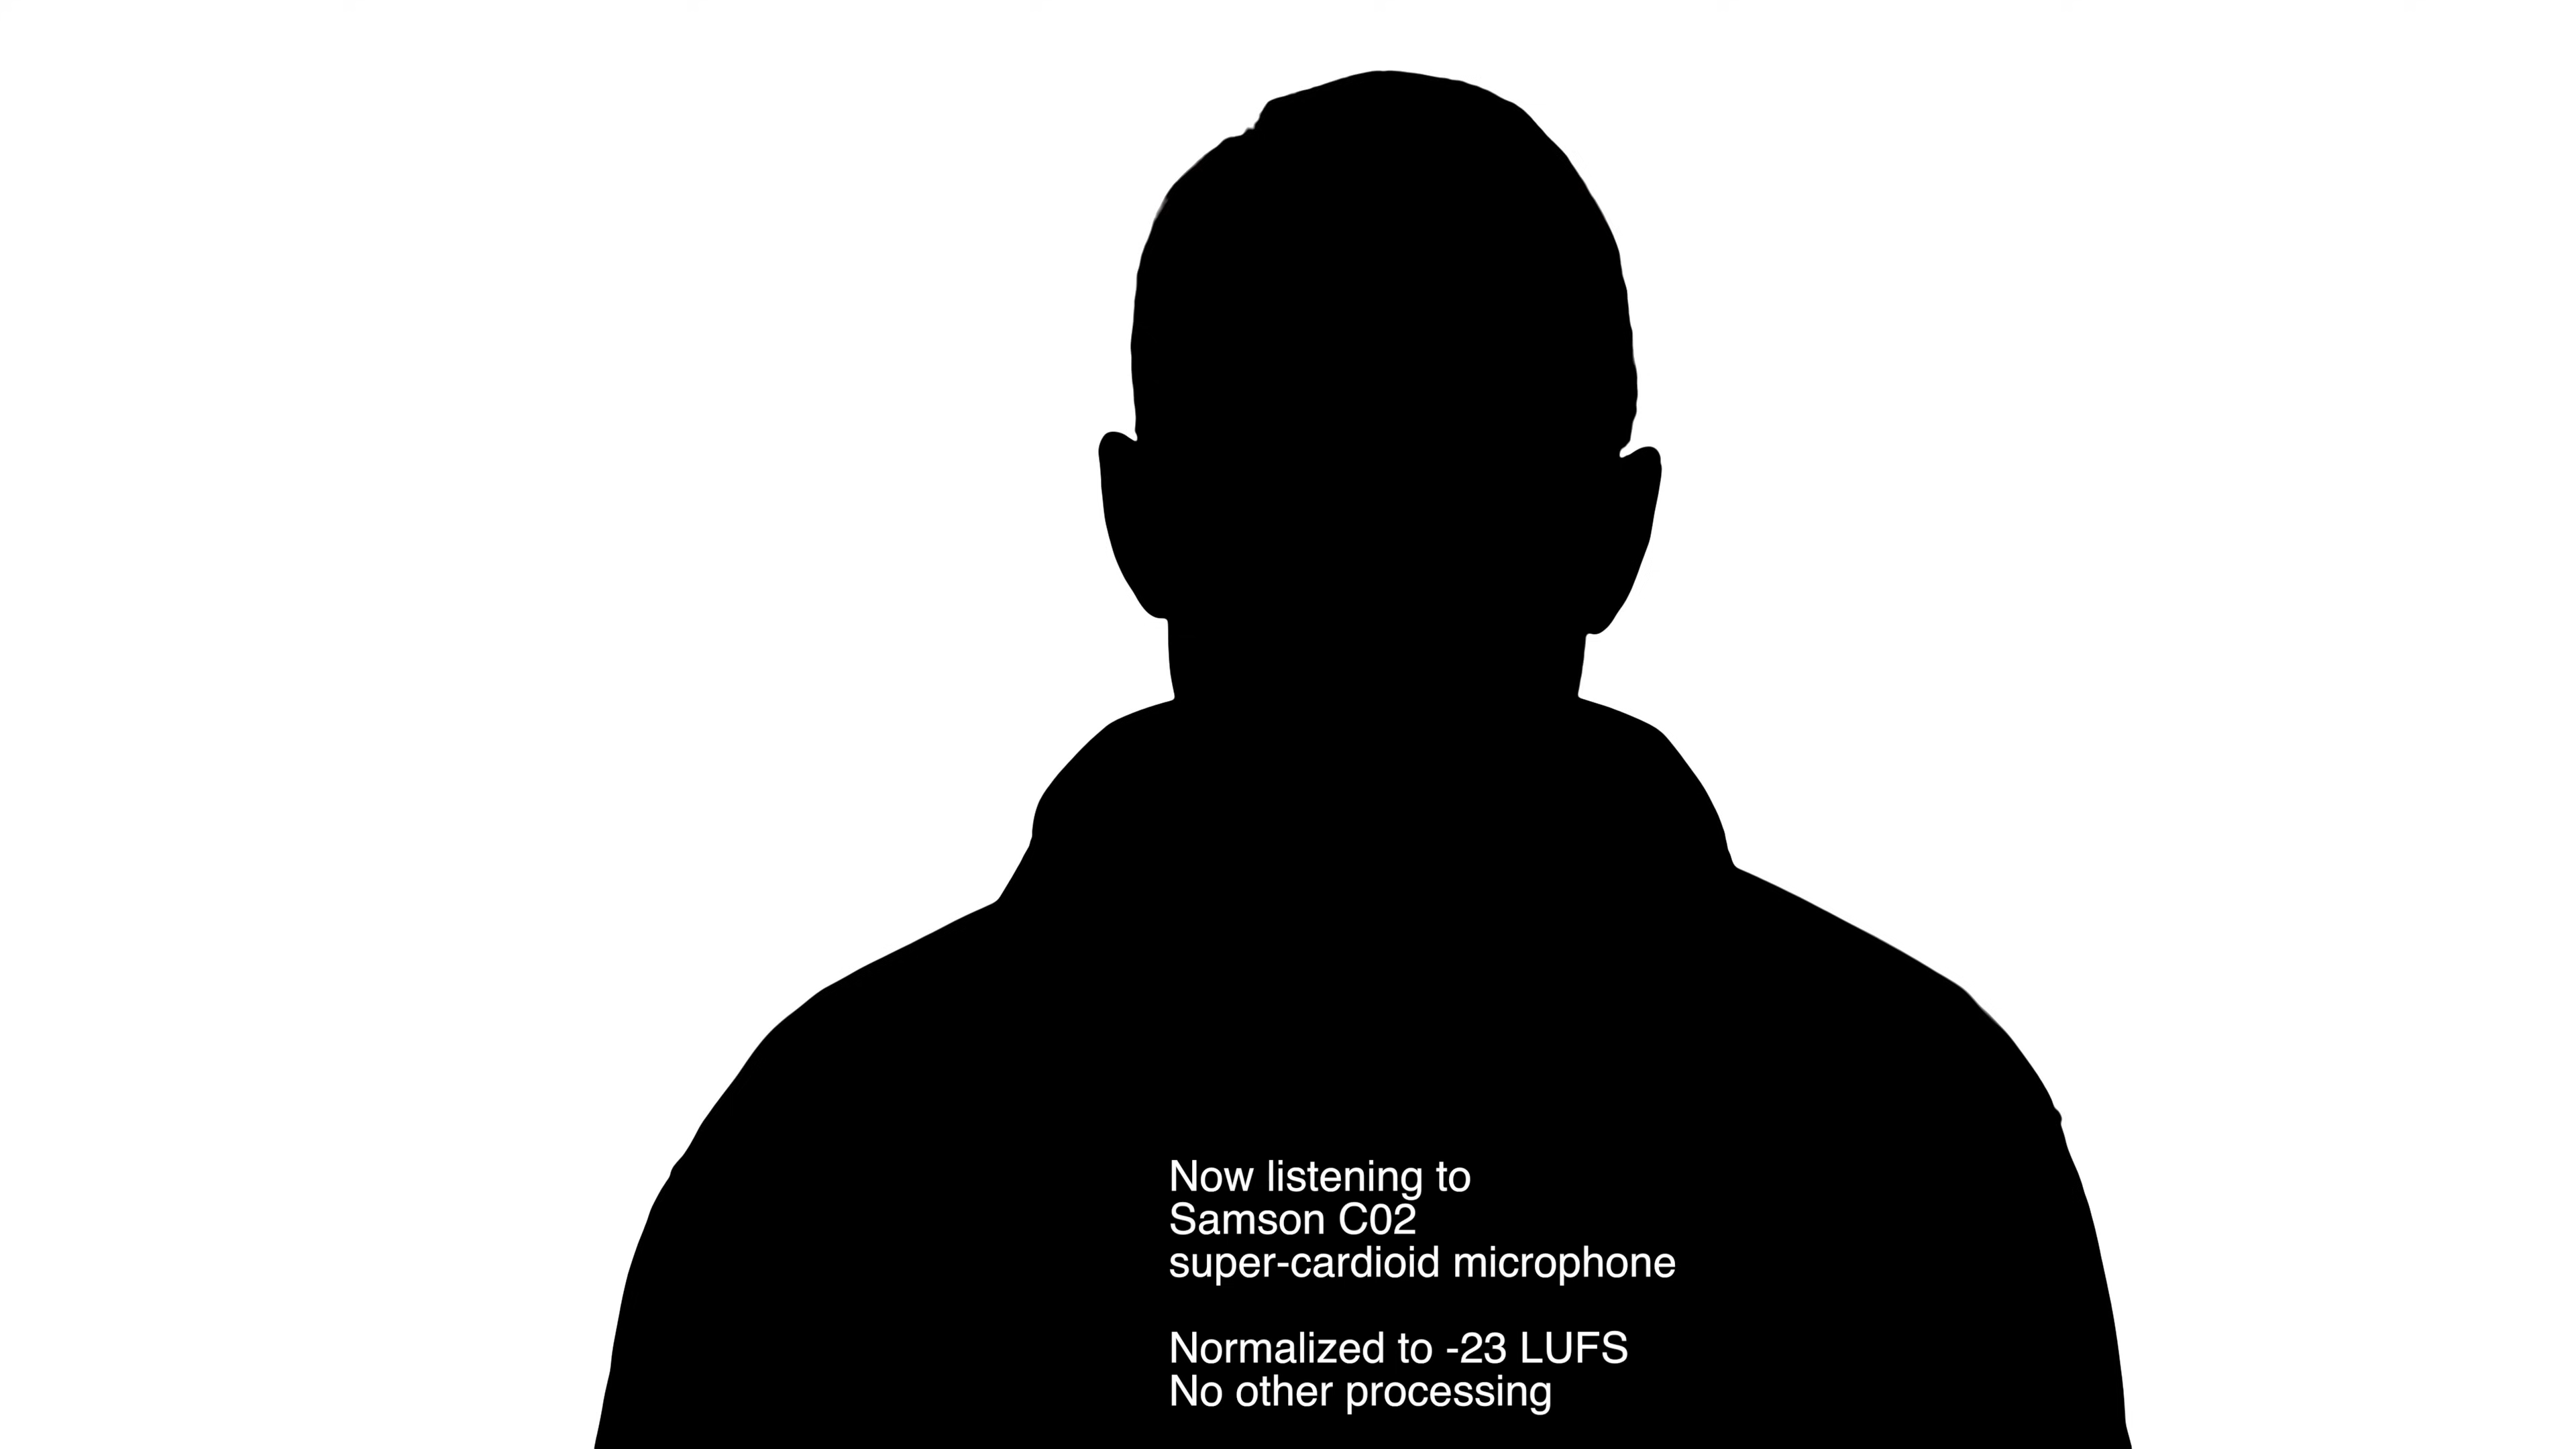 Now listening to
Samson C02
super-cardioid microphone
Normalized to -23 LUFS
No other processing